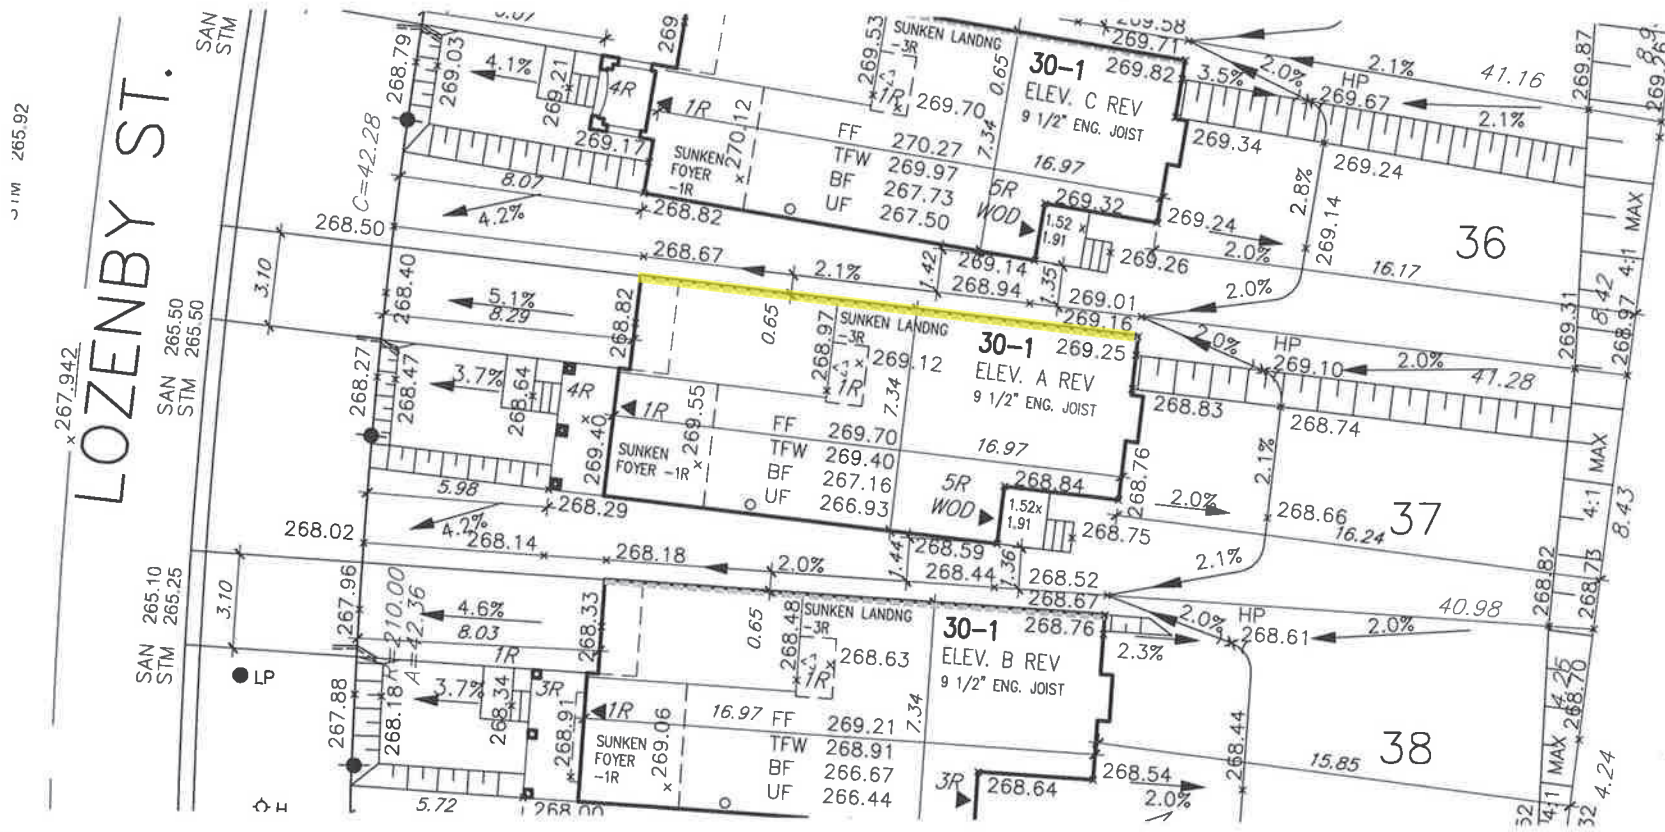 LOZENBY ST.
SAN
STM
STM 265.92
× 267.942
SAN 265.50
STM 265.50
SAN 265.10
STM 265.25
3.10
3.10
LP
H
268.79
269.03
4.1%
269.21
4R
269.17
C=42.28
8.07
4.2%
268.82
1R
270.12
SUNKEN
FOYER
-1R
269.53
SUNKEN LANDNG
-3R
1R
269.70
0.65
7.34
30-1
ELEV. C REV
9 1/2" ENG. JOIST
FF 270.27
TFW 269.97
BF 267.73
UF 267.50
16.97
5R
WOD
1.52 x
1.91
269.32
269.24
269.26
2.0%
269.58
269.71
269.82
3.5%
2.0%
HP
269.67
2.1%
41.16
2.1%
269.87
269.34
269.24
2.8%
269.14
36
16.17
4:1 MAX
8.42
269.31
268.97
268.50
268.67
2.1%
1.42
269.14
268.94
1.35
269.01
269.16
2.0%
268.40
5.1%
8.29
268.82
0.65
268.97
SUNKEN LANDNG
-3R
1R
269.12
30-1
ELEV. A REV
9 1/2" ENG. JOIST
269.25
2.0%
HP
269.10
2.0%
41.28
268.27
268.47
3.7%
268.64
4R
269.40
1R
269.55
SUNKEN
FOYER -1R
7.34
FF 269.70
TFW 269.40
BF 267.16
UF 266.93
16.97
268.83
268.74
2.1%
268.76
5R
WOD
1.52x
1.91
268.84
268.75
2.0%
268.66
16.24
37
4:1 MAX
8.43
268.82
268.73
5.98
268.29
4.2%
268.02
268.14
268.18
2.0%
1.44
268.59
268.44
1.36
268.52
268.67
2.1%
267.96
R=210.00
A=42.36
4.6%
8.03
268.33
0.65
268.48
SUNKEN LANDNG
-3R
1R
268.63
30-1
ELEV. B REV
9 1/2" ENG. JOIST
268.76
2.3%
2.0%
HP
268.61
2.0%
40.98
1R
267.88
268.18
3.7%
268.34
3R
268.91
1R
269.06
SUNKEN
FOYER
-1R
16.97
7.34
FF 269.21
TFW 268.91
BF 266.67
UF 266.44
3R
268.64
268.54
2.0%
268.44
15.85
38
4:1 MAX
4.26
268.70
4.24
5.72
268.00